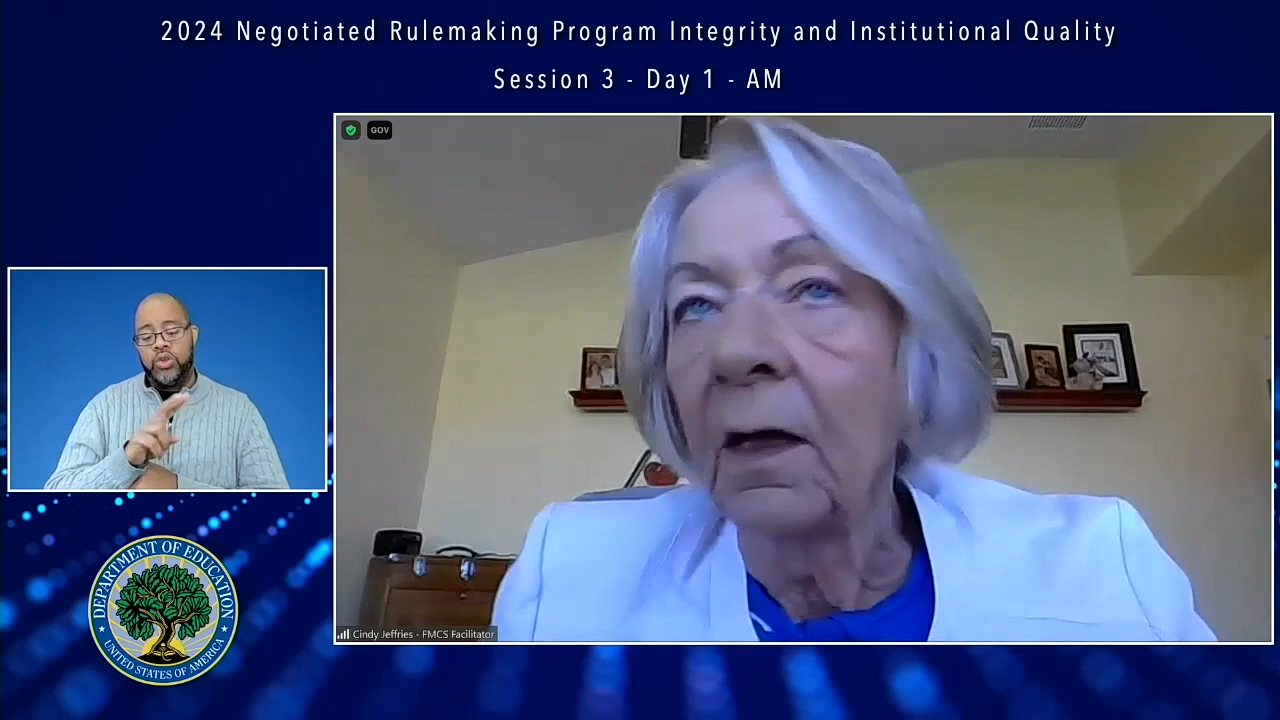 2024 Negotiated Rulemaking Program Integrity and Institutional Quality
Session 3 - Day 1 - AM
GOV
Cindy Jeffries - FMCS Facilitator
DEPARTMENT OF EDUCATION
UNITED STATES OF AMERICA